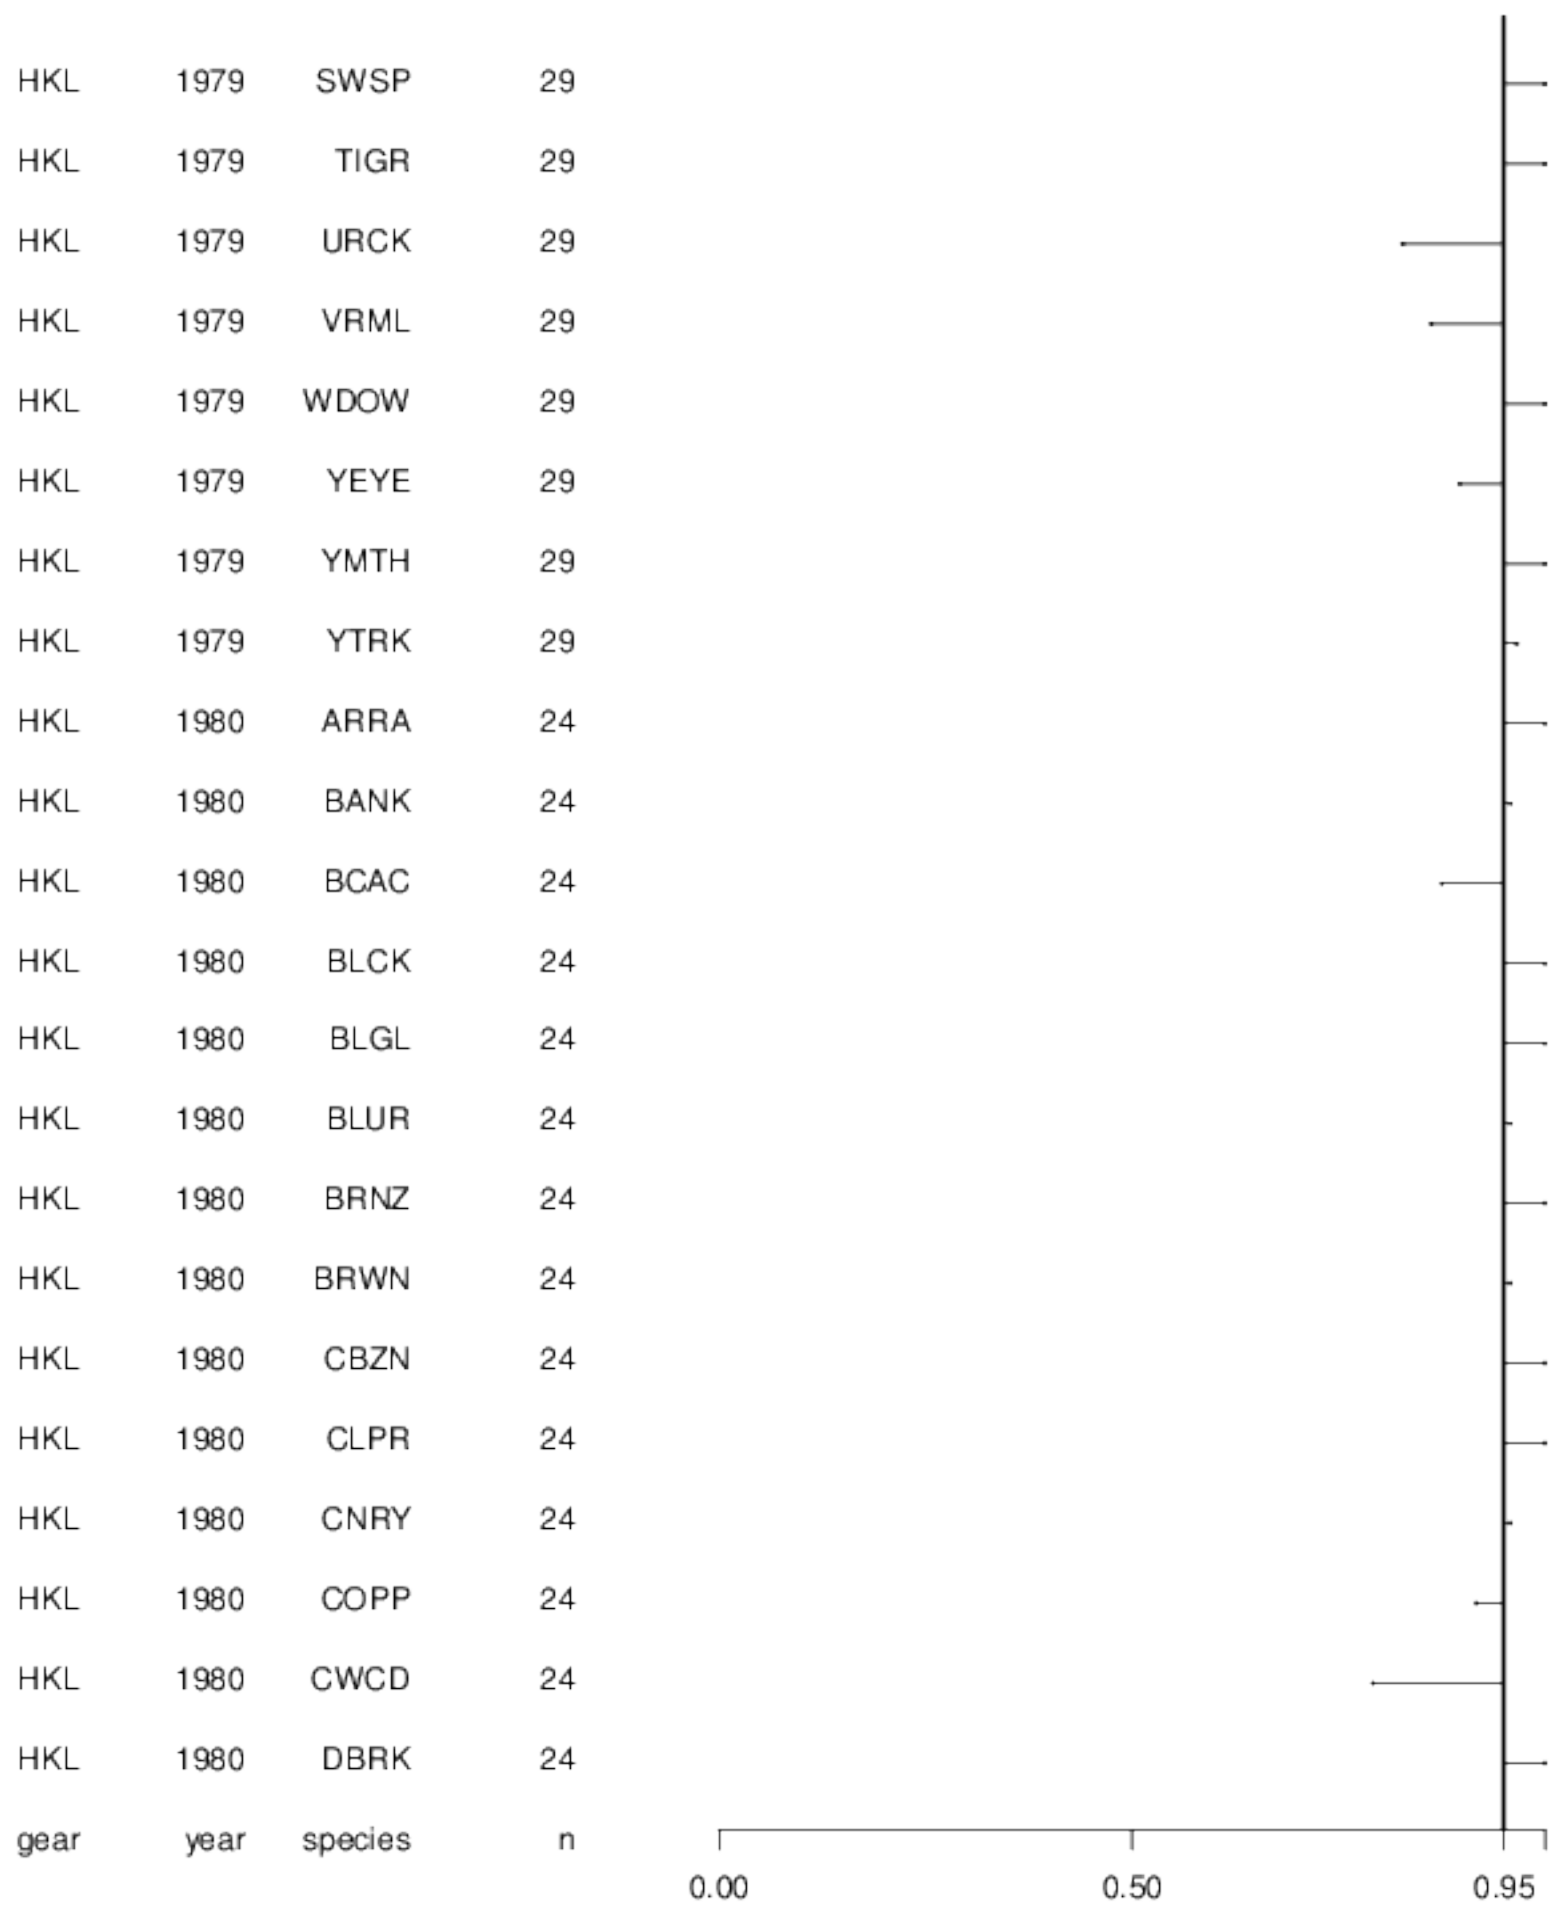 HKL 1979 SWSP 29
HKL 1979 TIGR 29
HKL 1979 URCK 29
HKL 1979 VRML 29
HKL 1979 WDOW 29
HKL 1979 YEYE 29
HKL 1979 YMTH 29
HKL 1979 YTRK 29
HKL 1980 ARRA 24
HKL 1980 BANK 24
HKL 1980 BCAC 24
HKL 1980 BLCK 24
HKL 1980 BLGL 24
HKL 1980 BLUR 24
HKL 1980 BRNZ 24
HKL 1980 BRWN 24
HKL 1980 CBZN 24
HKL 1980 CLPR 24
HKL 1980 CNRY 24
HKL 1980 COPP 24
HKL 1980 CWCD 24
HKL 1980 DBRK 24
gear year species n
0.00 0.50 0.95